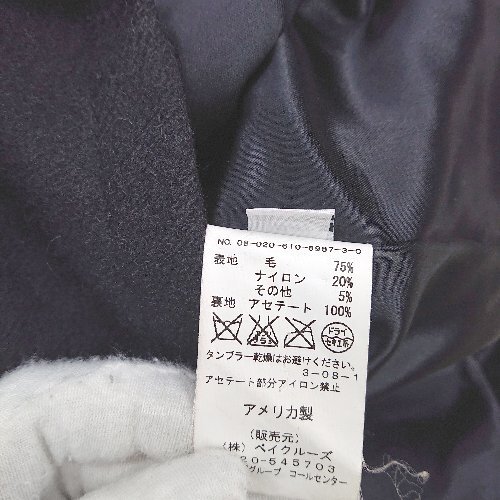 NO. 08-020-610-8987-3-0
表地 毛 75%
ナイロン 20%
その他 5%
裏地 アセテート 100%
ドライ
タンブラー乾燥はお避けください。
3-08-1
アセテート部分アイロン禁止
アメリカ製
(販売元)
(株) ベイクルーズ
20-545703
グループ コールセンター